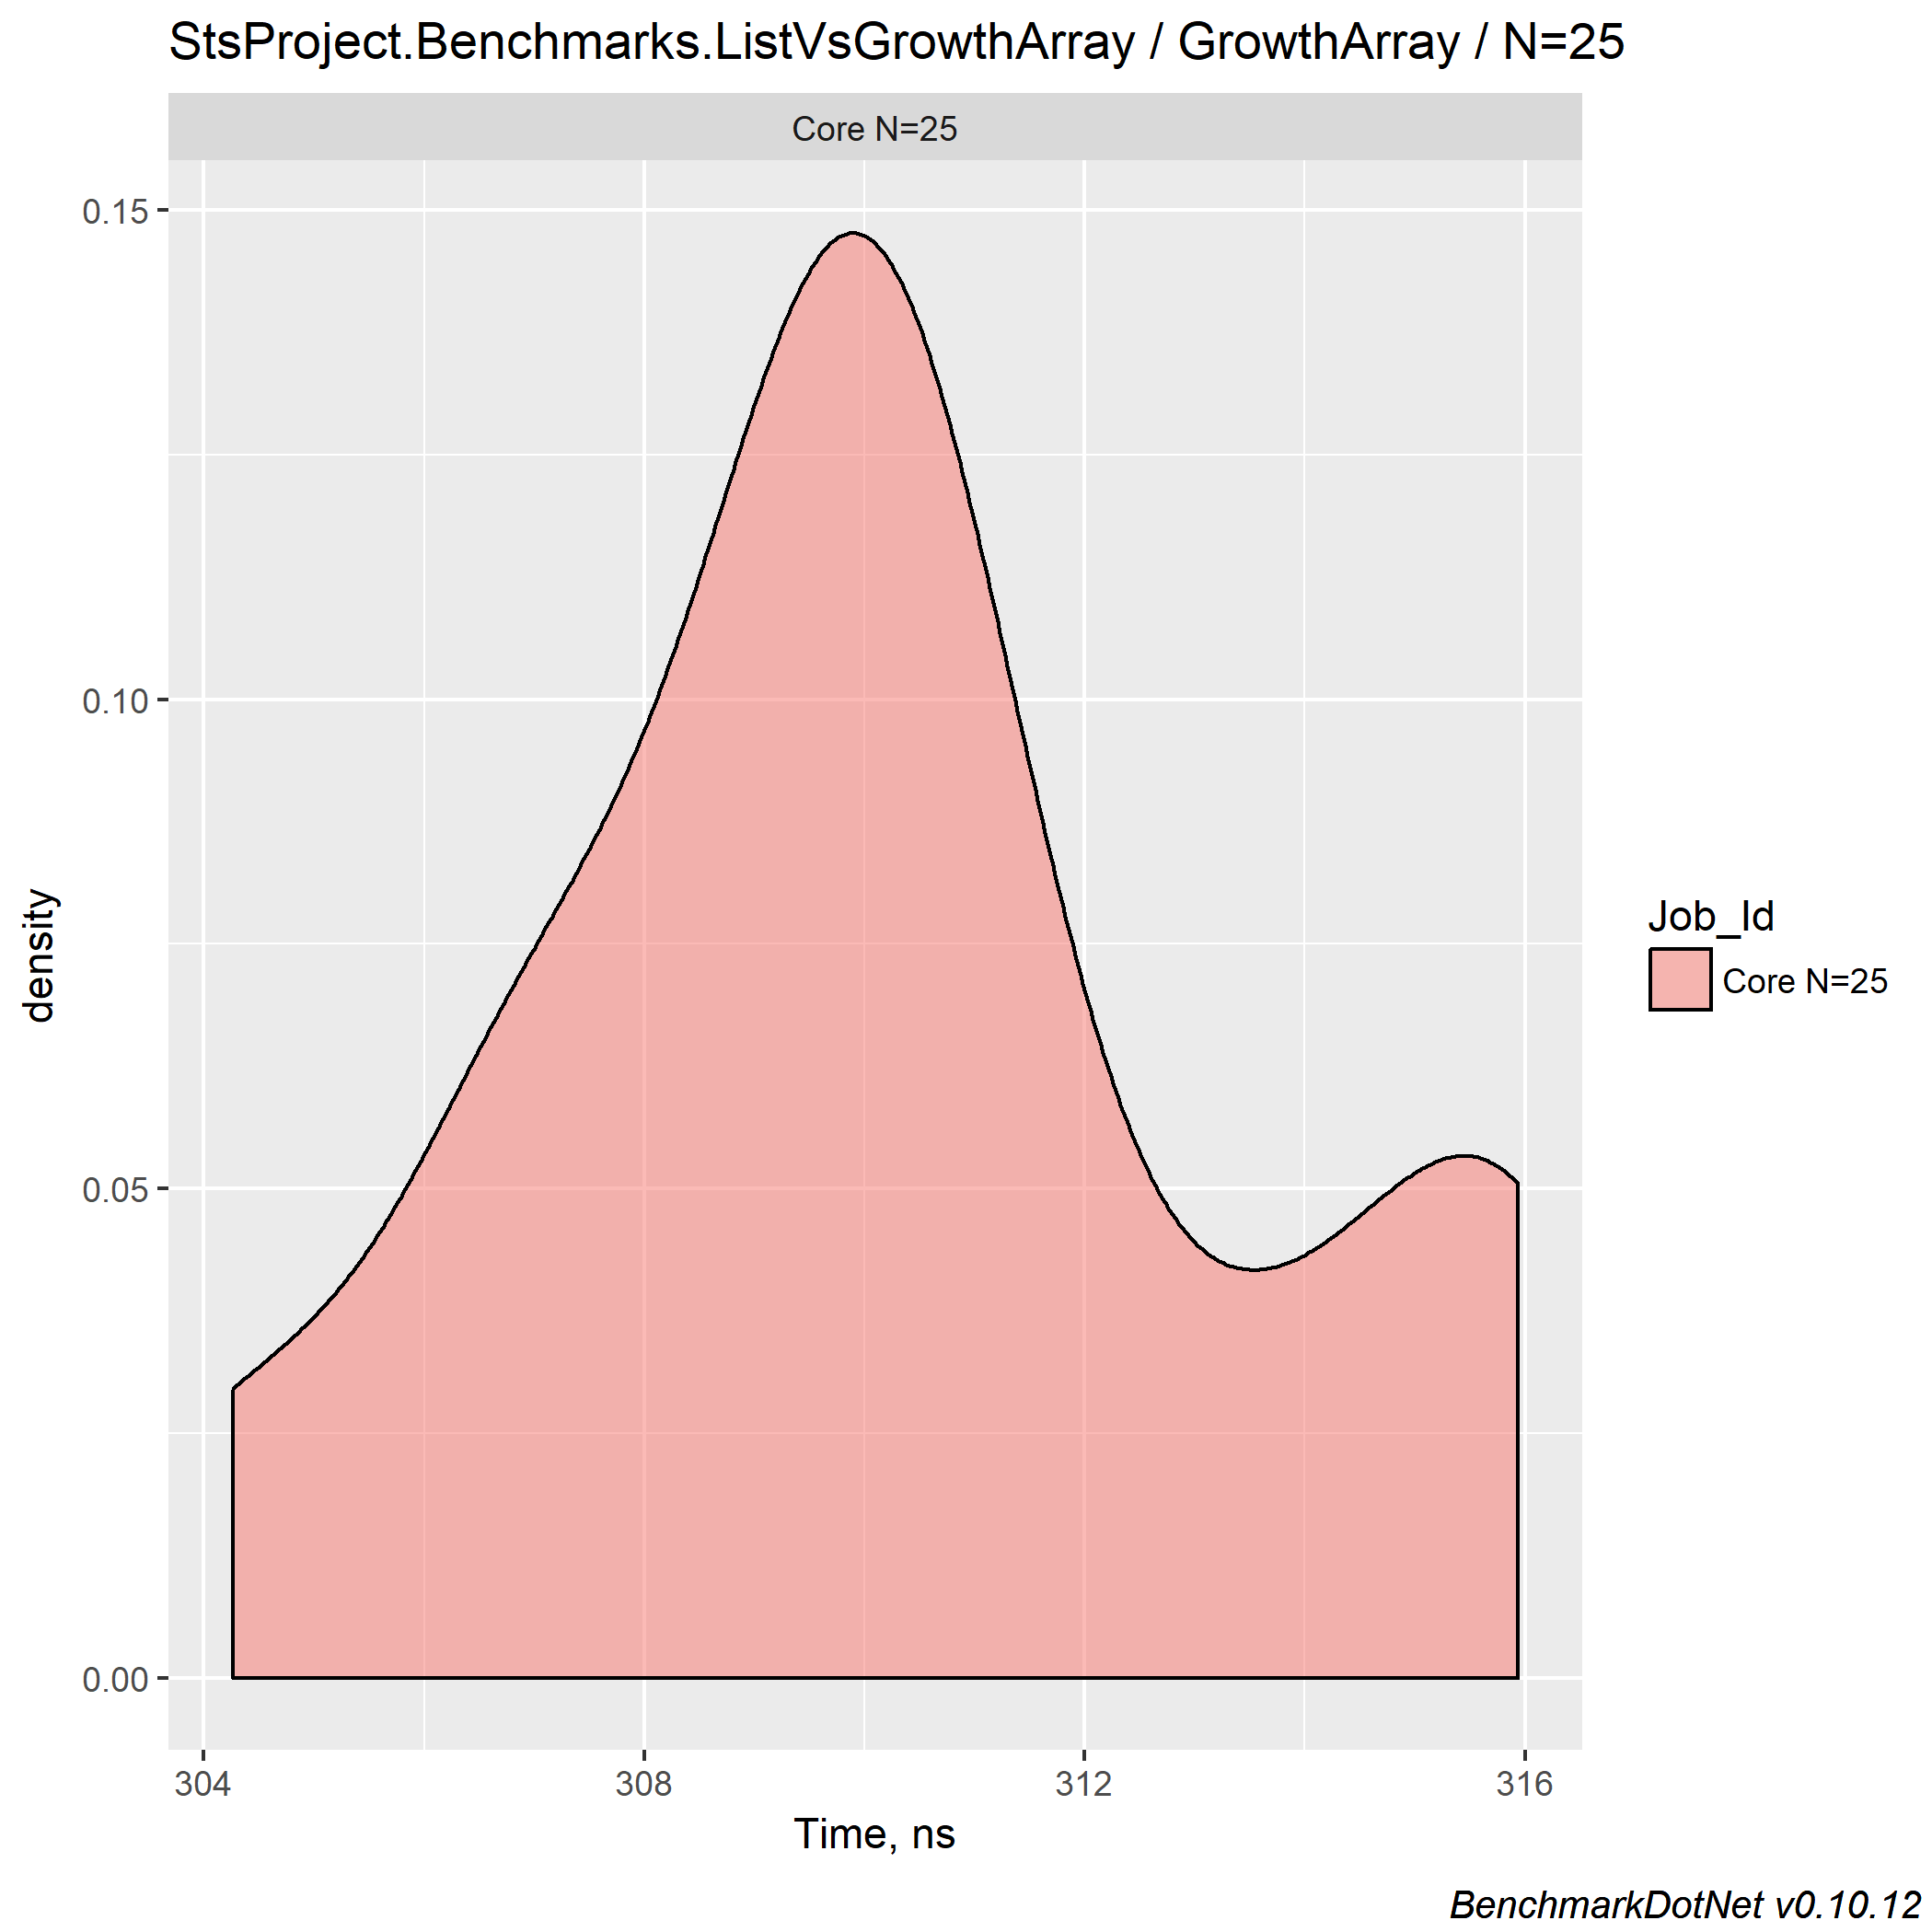 StsProject.Benchmarks.ListVsGrowthArray / GrowthArray / N=25
Core N=25
0.15
0.10
0.05
0.00
density
304
308
312
316
Time, ns
Job_Id
Core N=25
BenchmarkDotNet v0.10.12